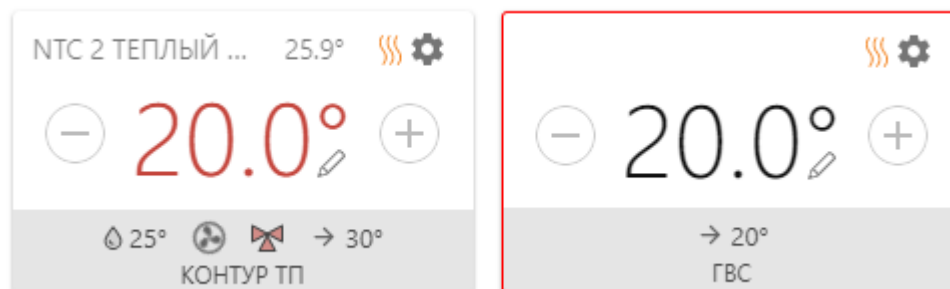 NTC 2 ТЕПЛЫЙ ... 25.9°
20.0°
25° → 30°
КОНТУР ТП
20.0°
→ 20°
ГВС